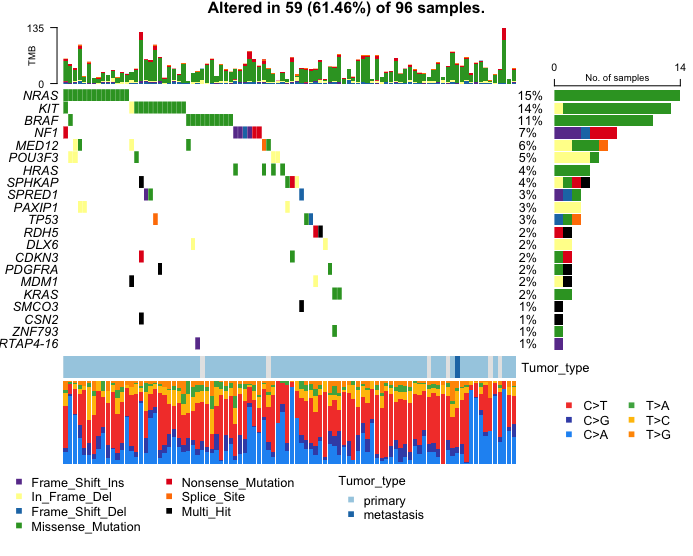 Altered in 59 (61.46%) of 96 samples.
TMB
135
0
0
14
No. of samples
NRAS 15%
KIT 14%
BRAF 11%
NF1 7%
MED12 6%
POU3F3 5%
HRAS 4%
SPHKAP 4%
SPRED1 3%
PAXIP1 3%
TP53 3%
RDH5 2%
DLX6 2%
CDKN3 2%
PDGFRA 2%
MDM1 2%
KRAS 2%
SMCO3 1%
CSN2 1%
ZNF793 1%
RTAP4-16 1%
Tumor_type
C>T T>A
C>G T>C
C>A T>G
Frame_Shift_Ins
In_Frame_Del
Frame_Shift_Del
Missense_Mutation
Nonsense_Mutation
Splice_Site
Multi_Hit
Tumor_type
primary
metastasis